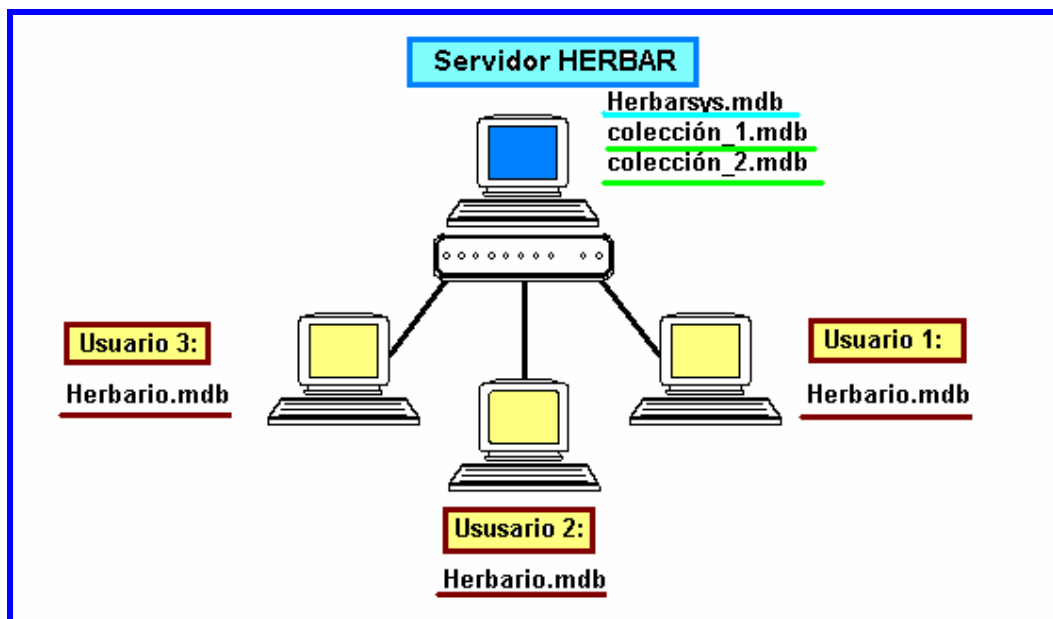 Servidor HERBAR
Herbarsys.mdb
colección_1.mdb
colección_2.mdb
Usuario 3:
Herbario.mdb
Usuario 1:
Herbario.mdb
Ususario 2:
Herbario.mdb